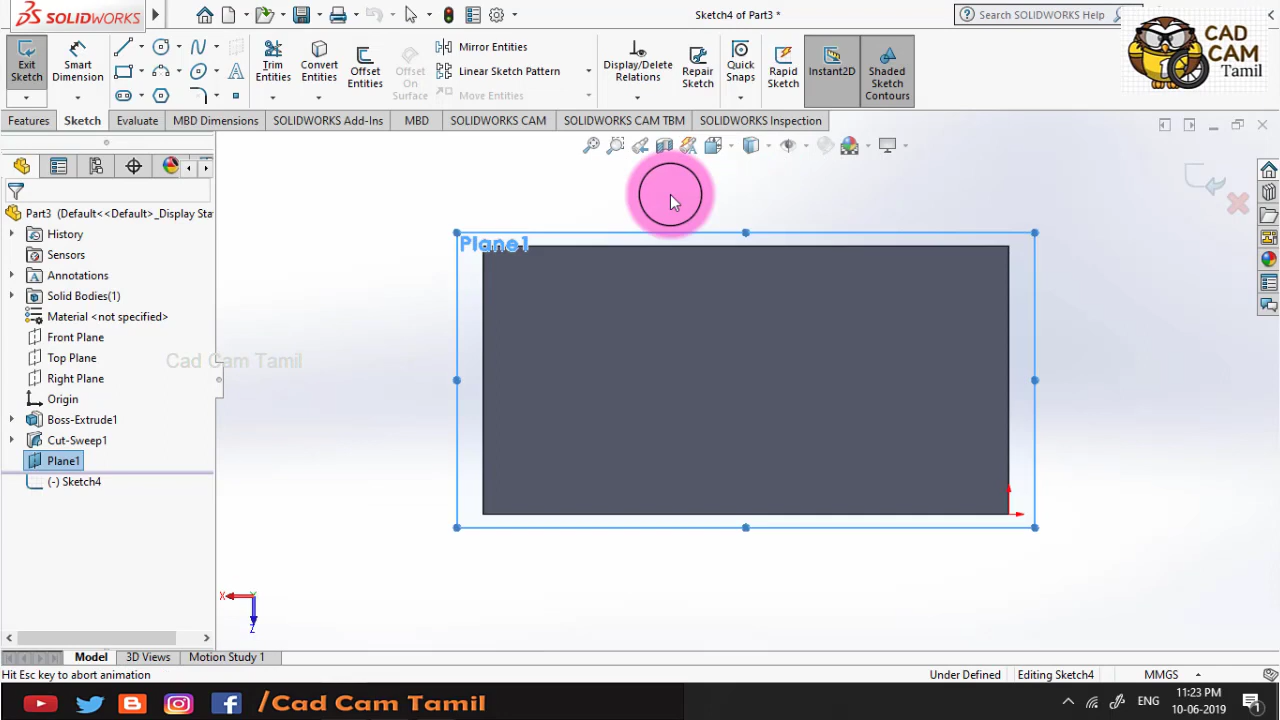 SOLIDWORKS
Sketch4 of Part3 *
Search SOLIDWORKS Help
CAD
CAM
Tamil
Exit Sketch
Smart Dimension
Trim Entities
Convert Entities
Offset Entities
Offset On Surface
Mirror Entities
Linear Sketch Pattern
Move Entities
Display/Delete Relations
Repair Sketch
Quick Snaps
Rapid Sketch
Instant2D
Shaded Sketch Contours
Features Sketch Evaluate MBD Dimensions SOLIDWORKS Add-Ins MBD SOLIDWORKS CAM SOLIDWORKS CAM TBM SOLIDWORKS Inspection
Part3 (Default<<Default>_Display Sta
History
Sensors
Annotations
Solid Bodies(1)
Material <not specified>
Front Plane
Top Plane
Right Plane
Origin
Boss-Extrude1
Cut-Sweep1
Plane1
(-) Sketch4
Plane1
Cad Cam Tamil
X
Z
Model 3D Views Motion Study 1
Hit Esc key to abort animation
Under Defined Editing Sketch4 MMGS
/Cad Cam Tamil
ENG
11:23 PM
10-06-2019
1